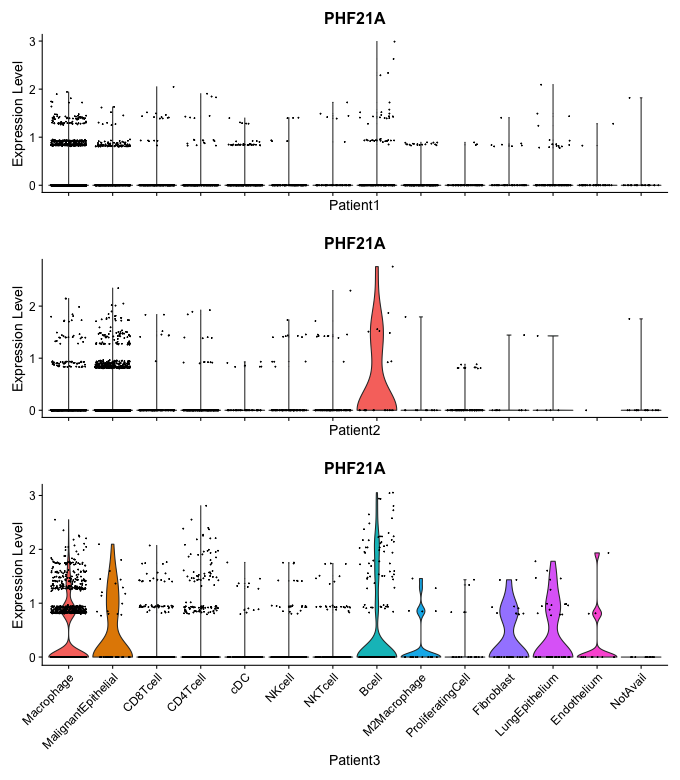 PHF21A
Expression Level
3
2
1
0
Patient1
PHF21A
Expression Level
2
1
0
Patient2
PHF21A
Expression Level
3
2
1
0
Macrophage
MalignantEpithelial
CD8Tcell
CD4Tcell
cDC
NKcell
NKTcell
Bcell
M2Macrophage
ProliferatingCell
Fibroblast
LungEpithelium
Endothelium
NotAvail
Patient3